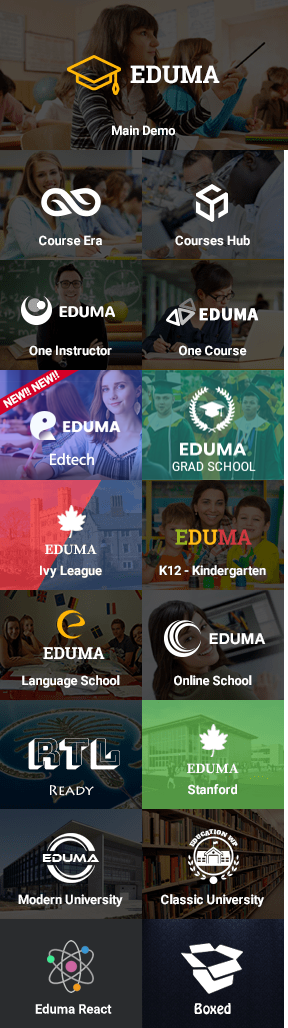 EDUMA
Main Demo
Course Era
Courses Hub
EDUMA
One Instructor
EDUMA
One Course
NEW!! NEW!!
EDUMA
Edtech
EDUMA
GRAD SCHOOL
EDUMA
Ivy League
EDUMA
K12 - Kindergarten
EDUMA
Language School
EDUMA
Online School
RTL
READY
EDUMA
Stanford
EDUMA
Modern University
EDUCATION WP
Classic University
Eduma React
Boxed